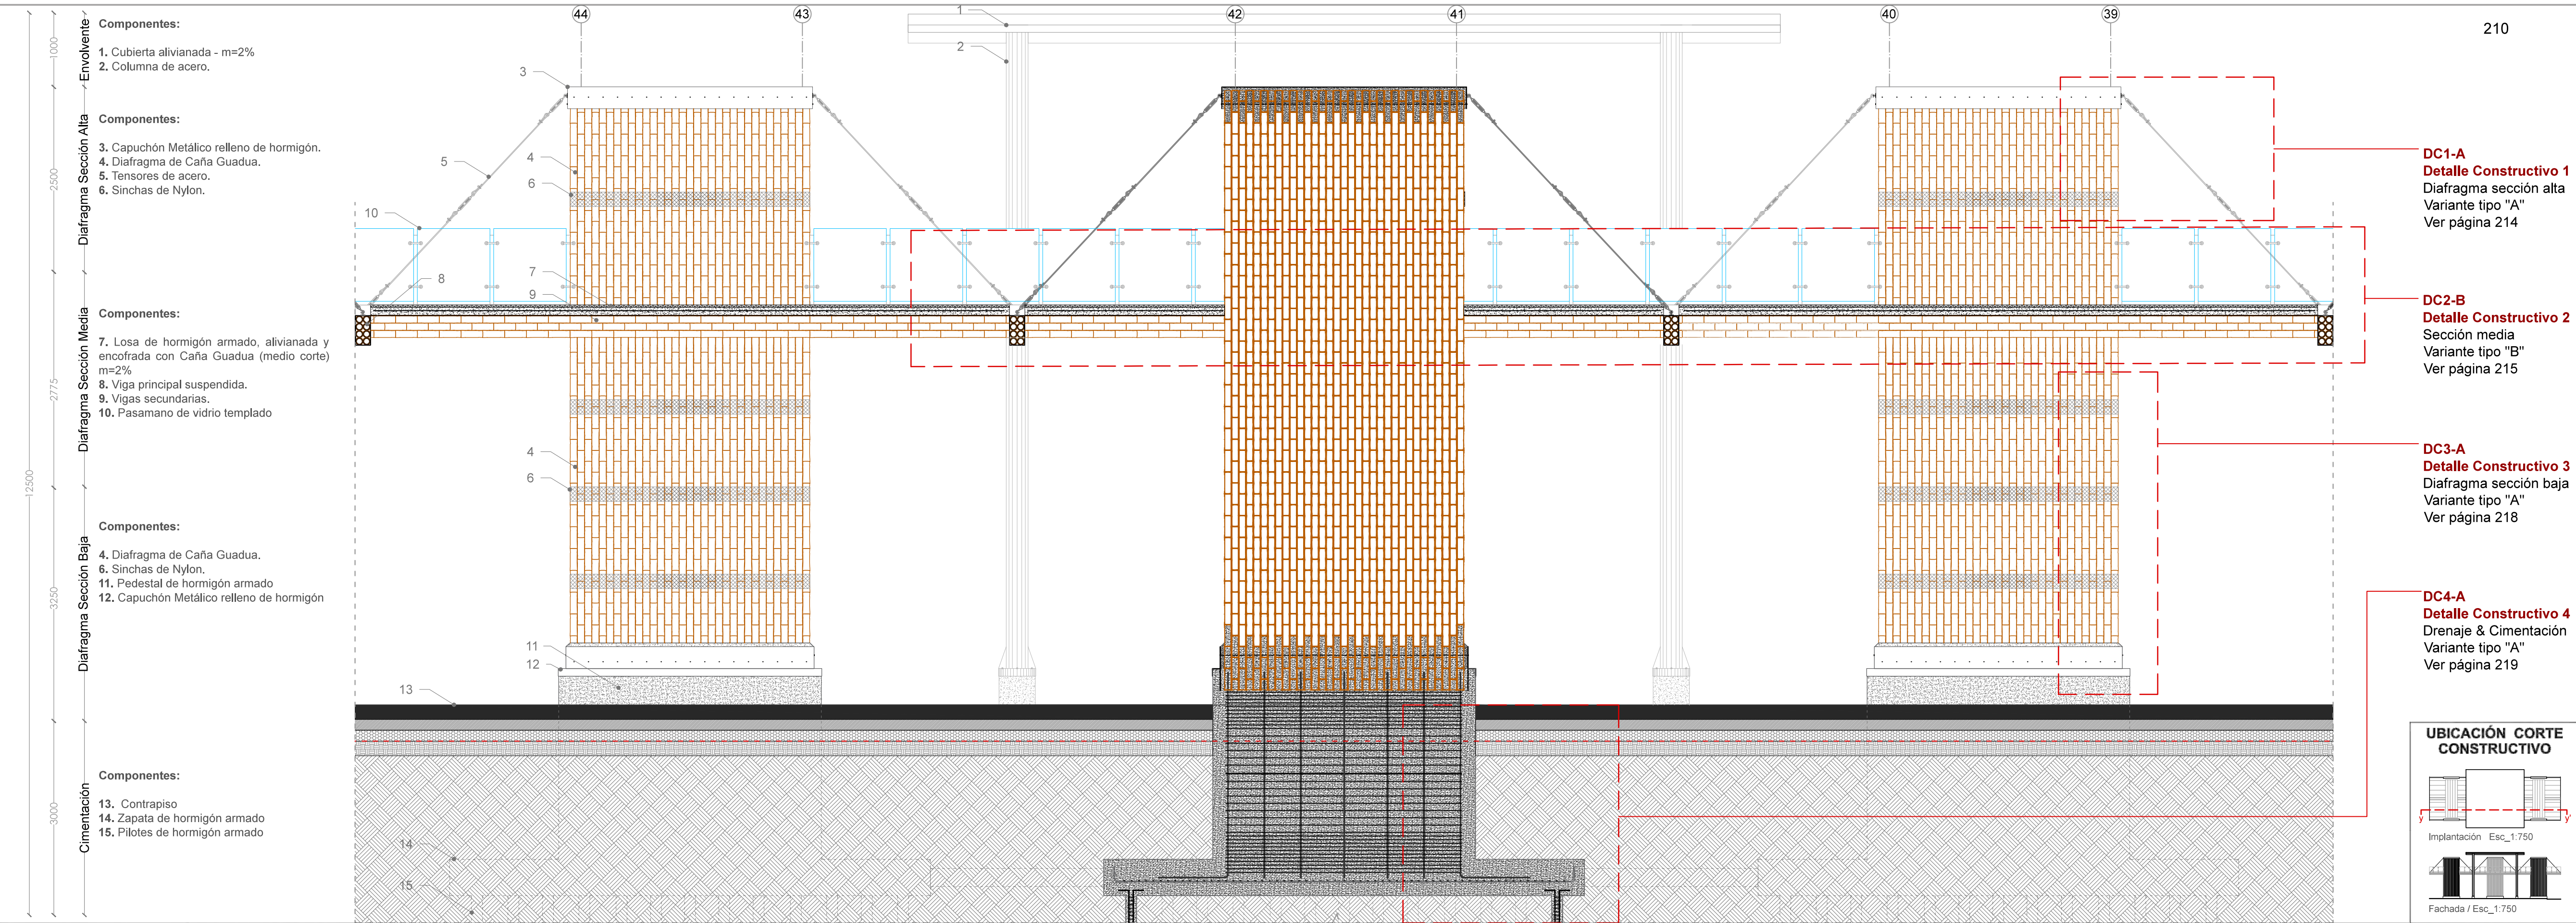 44
43
42
41
40
39
210
12500
1000
2500
2775
3250
3000
Envolvente
Diafragma Sección Alta
Diafragma Sección Media
Diafragma Sección Baja
Cimentación
Componentes:
1. Cubierta alivianada - m=2%
2. Columna de acero.
Componentes:
3. Capuchón Metálico relleno de hormigón.
4. Diafragma de Caña Guadua.
5. Tensores de acero.
6. Sinchas de Nylon.
Componentes:
7. Losa de hormigón armado, alivianada y
encofrada con Caña Guadua (medio corte)
m=2%
8. Viga principal suspendida.
9. Vigas secundarias.
10. Pasamano de vidrio templado
Componentes:
4. Diafragma de Caña Guadua.
6. Sinchas de Nylon.
11. Pedestal de hormigón armado
12. Capuchón Metálico relleno de hormigón
Componentes:
13. Contrapiso
14. Zapata de hormigón armado
15. Pilotes de hormigón armado
1
2
3
4
5
6
10
8
7
9
4
6
11
12
13
14
15
DC1-A
Detalle Constructivo 1
Diafragma sección alta
Variante tipo "A"
Ver página 214
DC2-B
Detalle Constructivo 2
Sección media
Variante tipo "B"
Ver página 215
DC3-A
Detalle Constructivo 3
Diafragma sección baja
Variante tipo "A"
Ver página 218
DC4-A
Detalle Constructivo 4
Drenaje & Cimentación
Variante tipo "A"
Ver página 219
UBICACIÓN CORTE
CONSTRUCTIVO
y
y'
Implantación Esc_1:750
Fachada / Esc_1:750